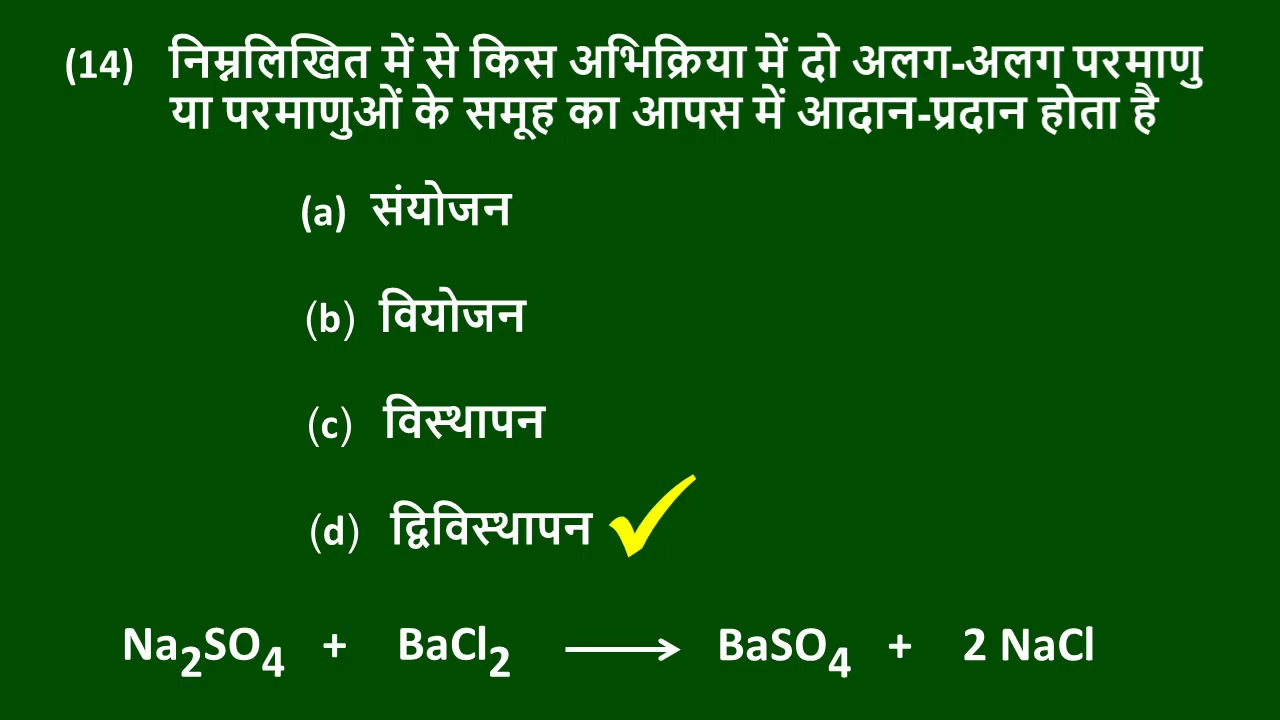 (14) निम्नलिखित में से किस अभिक्रिया में दो अलग-अलग परमाणु
या परमाणुओं के समूह का आपस में आदान-प्रदान होता है
(a) संयोजन
(b) वियोजन
(c) विस्थापन
(d) द्विविस्थापन
Na2SO4 + BaCl2 → BaSO4 + 2 NaCl